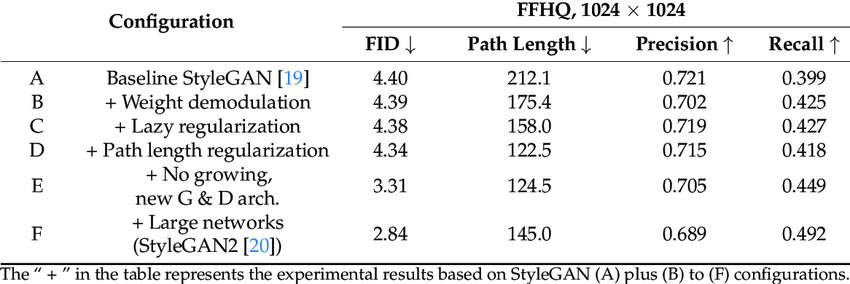 Configuration FFHQ, 1024 × 1024
FID ↓ Path Length ↓ Precision ↑ Recall ↑
A Baseline StyleGAN [19] 4.40 212.1 0.721 0.399
B + Weight demodulation 4.39 175.4 0.702 0.425
C + Lazy regularization 4.38 158.0 0.719 0.427
D + Path length regularization 4.34 122.5 0.715 0.418
E + No growing,
new G & D arch. 3.31 124.5 0.705 0.449
F + Large networks
(StyleGAN2 [20]) 2.84 145.0 0.689 0.492
The “ + ” in the table represents the experimental results based on StyleGAN (A) plus (B) to (F) configurations.